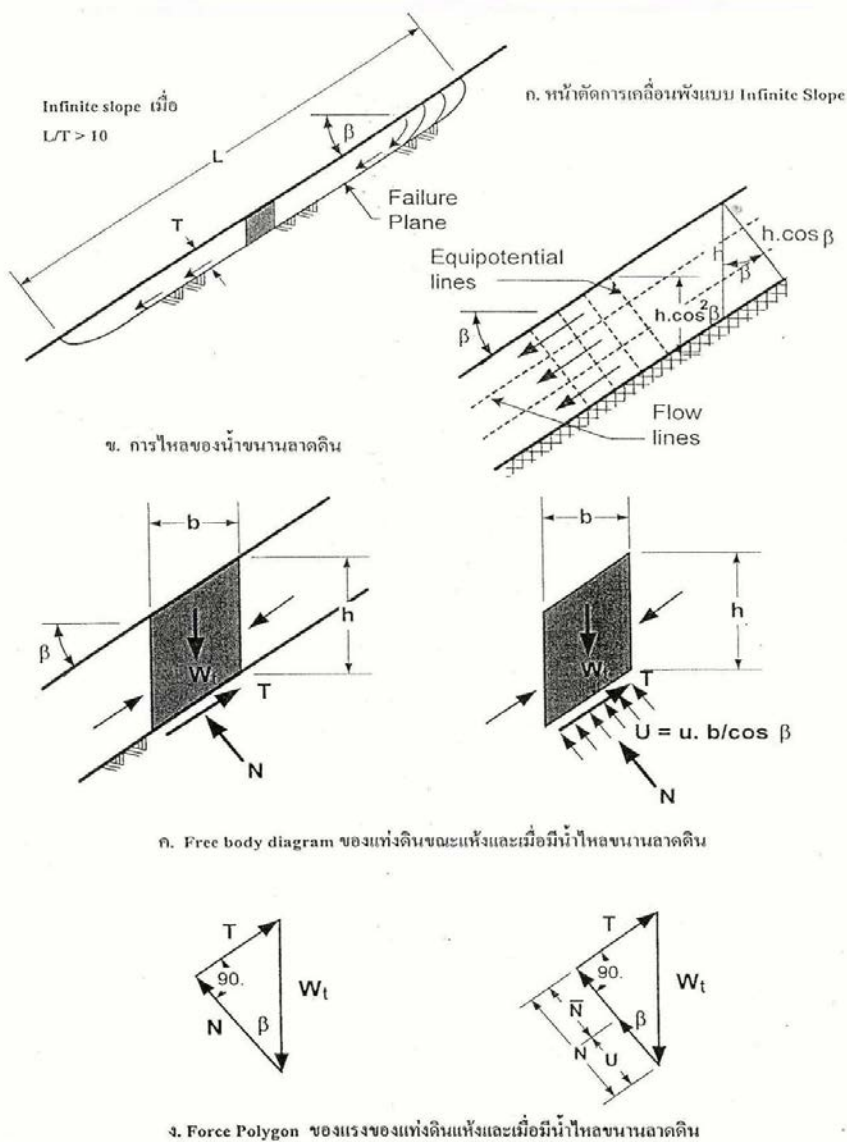 Infinite slope เมื่อ
L/T > 10
ก. หน้าตัดการเคลื่อนพังแบบ Infinite Slope
β
L
T
Failure
Plane
Equipotential
lines
h.cos β
h
β
h.cos²β
β
Flow
lines
ข. การไหลของน้ำขนานลาดดิน
b
h
β
Wt
T
N
b
h
Wt
T
U = u. b/cos β
N
ค. Free body diagram ของแท่งดินขณะแห้งและเมื่อมีน้ำไหลขนานลาดดิน
T
90.
Wt
N
β
T
90.
Wt
N̅
β
N
U
ง. Force Polygon ของแรงของแท่งดินแห้งและเมื่อมีน้ำไหลขนานลาดดิน